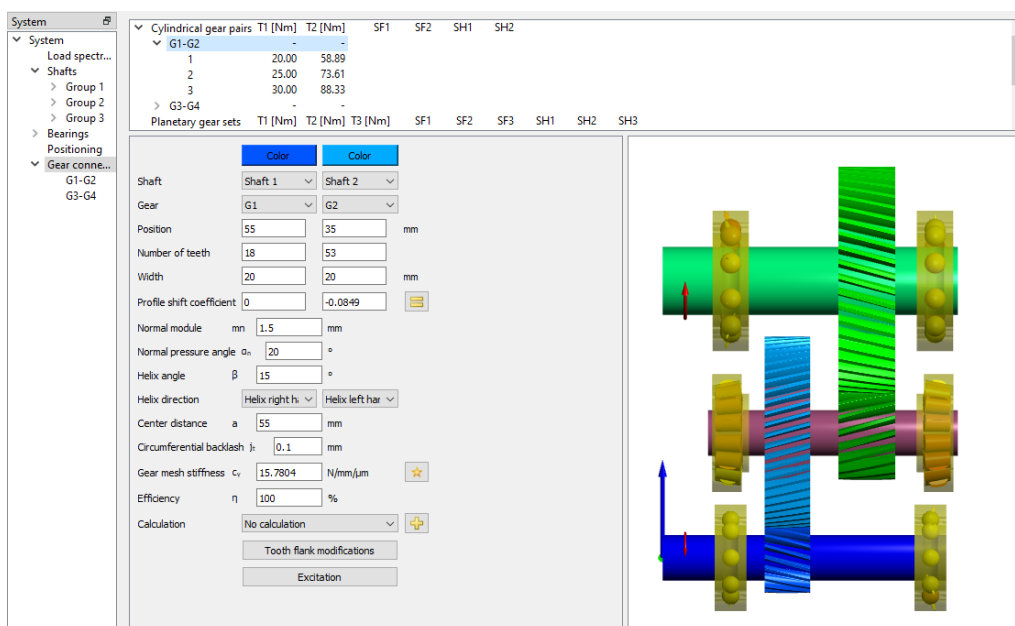 System
System
Load spectr...
Shafts
Group 1
Group 2
Group 3
Bearings
Positioning
Gear conne...
G1-G2
G3-G4
Cylindrical gear pairs T1 [Nm] T2 [Nm] SF1 SF2 SH1 SH2
G1-G2 - -
1 20.00 58.89
2 25.00 73.61
3 30.00 88.33
G3-G4 - -
Planetary gear sets T1 [Nm] T2 [Nm] T3 [Nm] SF1 SF2 SF3 SH1 SH2 SH3
Color Color
Shaft Shaft 1 Shaft 2
Gear G1 G2
Position 55 35 mm
Number of teeth 18 53
Width 20 20 mm
Profile shift coefficient 0 -0.0849
Normal module mn 1.5 mm
Normal pressure angle αn 20 °
Helix angle β 15 °
Helix direction Helix right h Helix left har
Center distance a 55 mm
Circumferential backlash jt 0.1 mm
Gear mesh stiffness cγ 15.7804 N/mm/μm
Efficiency η 100 %
Calculation No calculation
Tooth flank modifications
Excitation